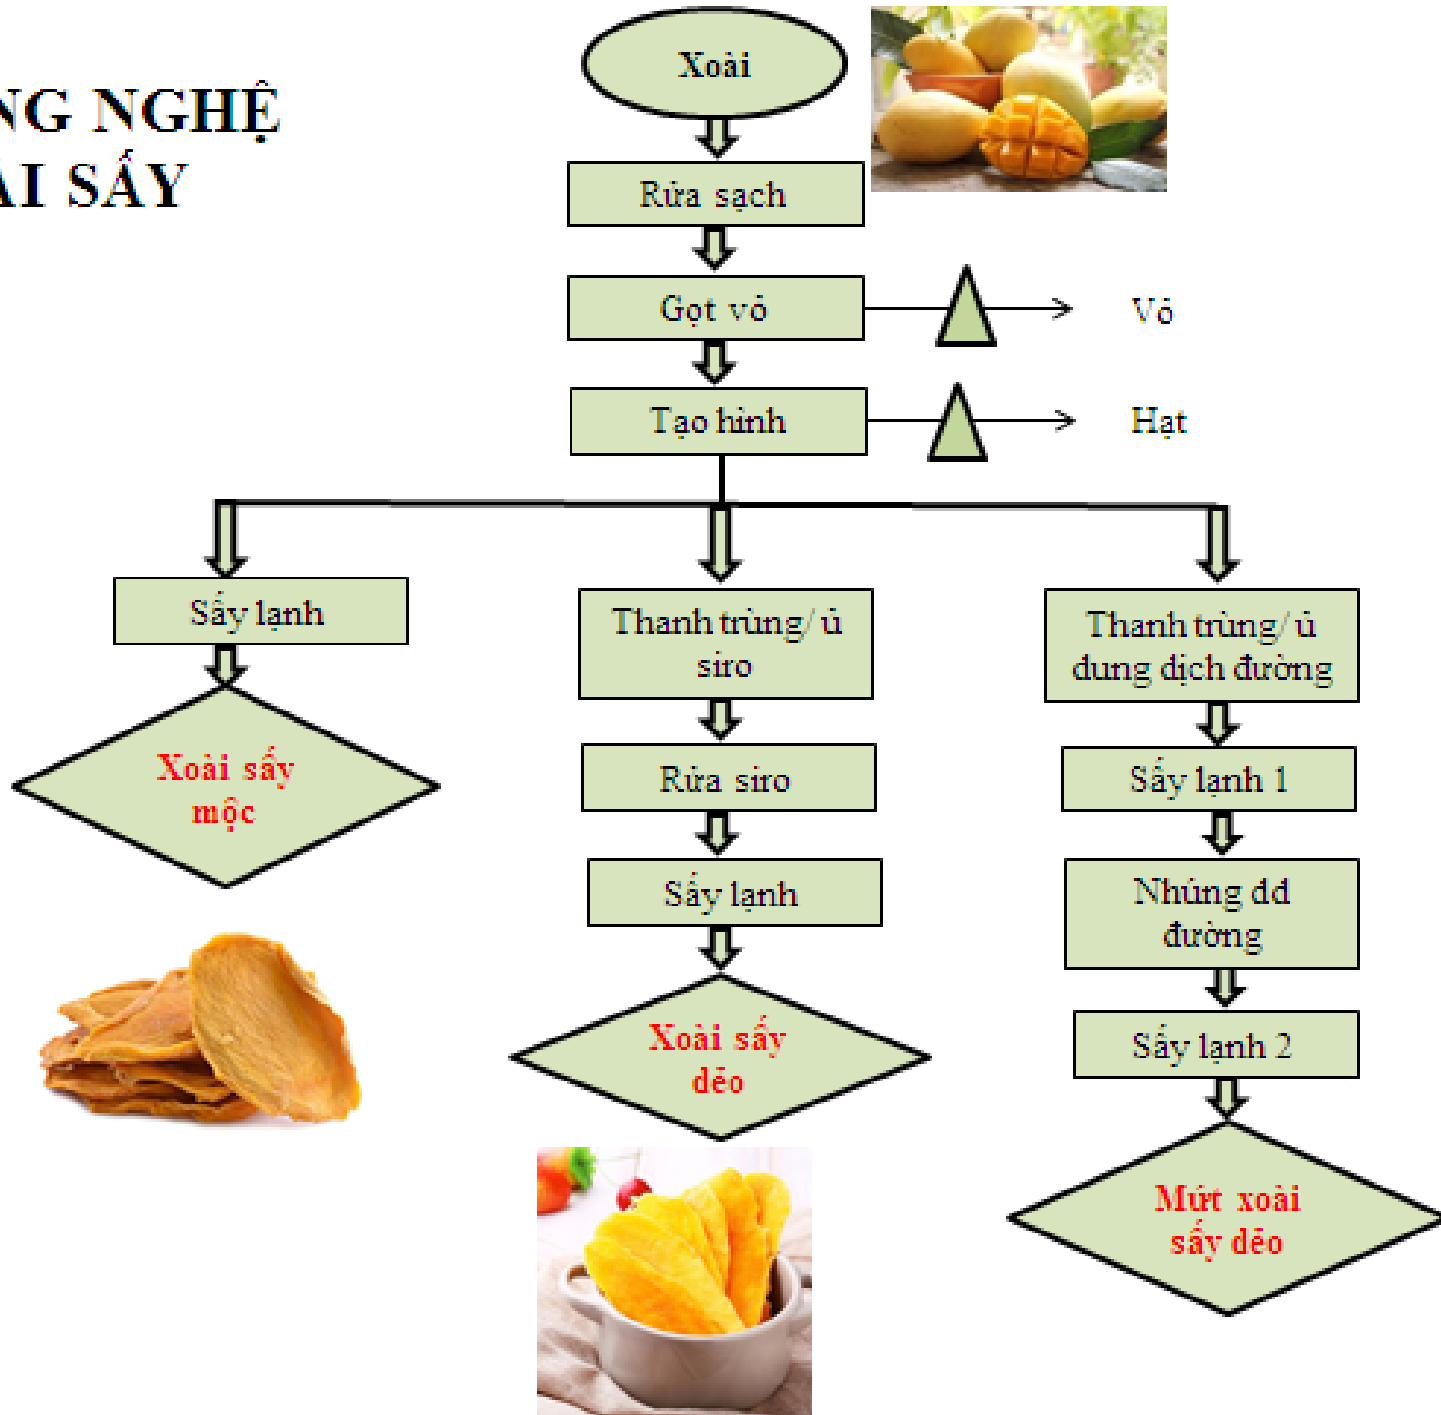 NG NGHỆ
ÀI SẤY
Xoài
Rửa sạch
Gọt vỏ
Vỏ
Tạo hình
Hạt
Sấy lạnh
Xoài sấy
mộc
Thanh trùng/ ủ
siro
Rửa siro
Sấy lạnh
Xoài sấy
dẻo
Thanh trùng/ ủ
dung dịch đường
Sấy lạnh 1
Nhúng dd
đường
Sấy lạnh 2
Mứt xoài
sấy dẻo